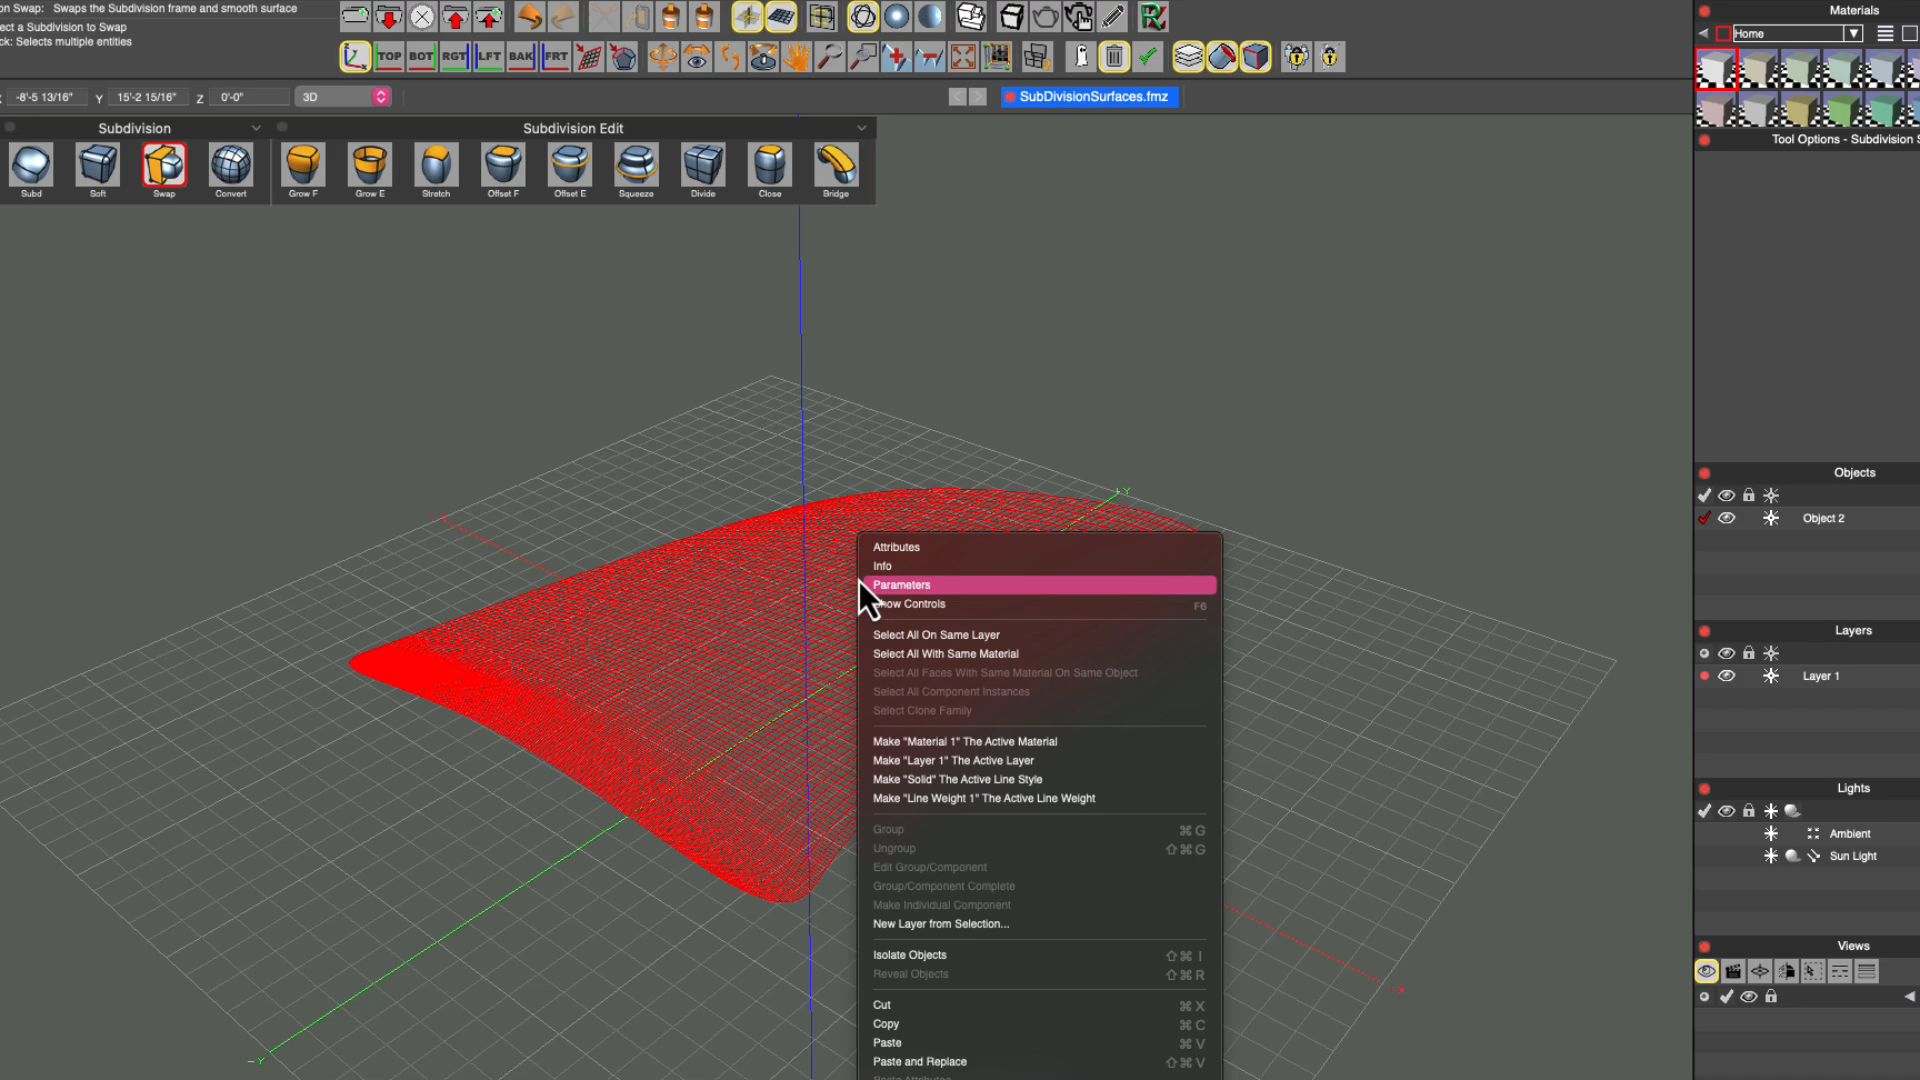 on Swap: Swaps the Subdivision frame and smooth surface
ect a Subdivision to Swap
ck: Selects multiple entities
TOP BOT RGT LFT BAK FRT
-8'-5 13/16" Y 15'-2 15/16" Z 0'-0" 3D
SubDivisionSurfaces.fmz
Subdivision
Subd Soft Swap Convert
Subdivision Edit
Grow F Grow E Stretch Offset F Offset E Squeeze Divide Close Bridge
+Y
-Y
Attributes
Info
Parameters
how Controls F6
Select All On Same Layer
Select All With Same Material
Select All Faces With Same Material On Same Object
Select All Component Instances
Select Clone Family
Make "Material 1" The Active Material
Make "Layer 1" The Active Layer
Make "Solid" The Active Line Style
Make "Line Weight 1" The Active Line Weight
Group ⌘ G
Ungroup ⇧ ⌘ G
Edit Group/Component
Group/Component Complete
Make Individual Component
New Layer from Selection...
Isolate Objects ⇧ ⌘ I
Reveal Objects ⇧ ⌘ R
Cut ⌘ X
Copy ⌘ C
Paste ⌘ V
Paste and Replace ⇧ ⌘ V
Materials
Home
Tool Options - Subdivision S
Objects
Object 2
Layers
Layer 1
Lights
Ambient
Sun Light
Views